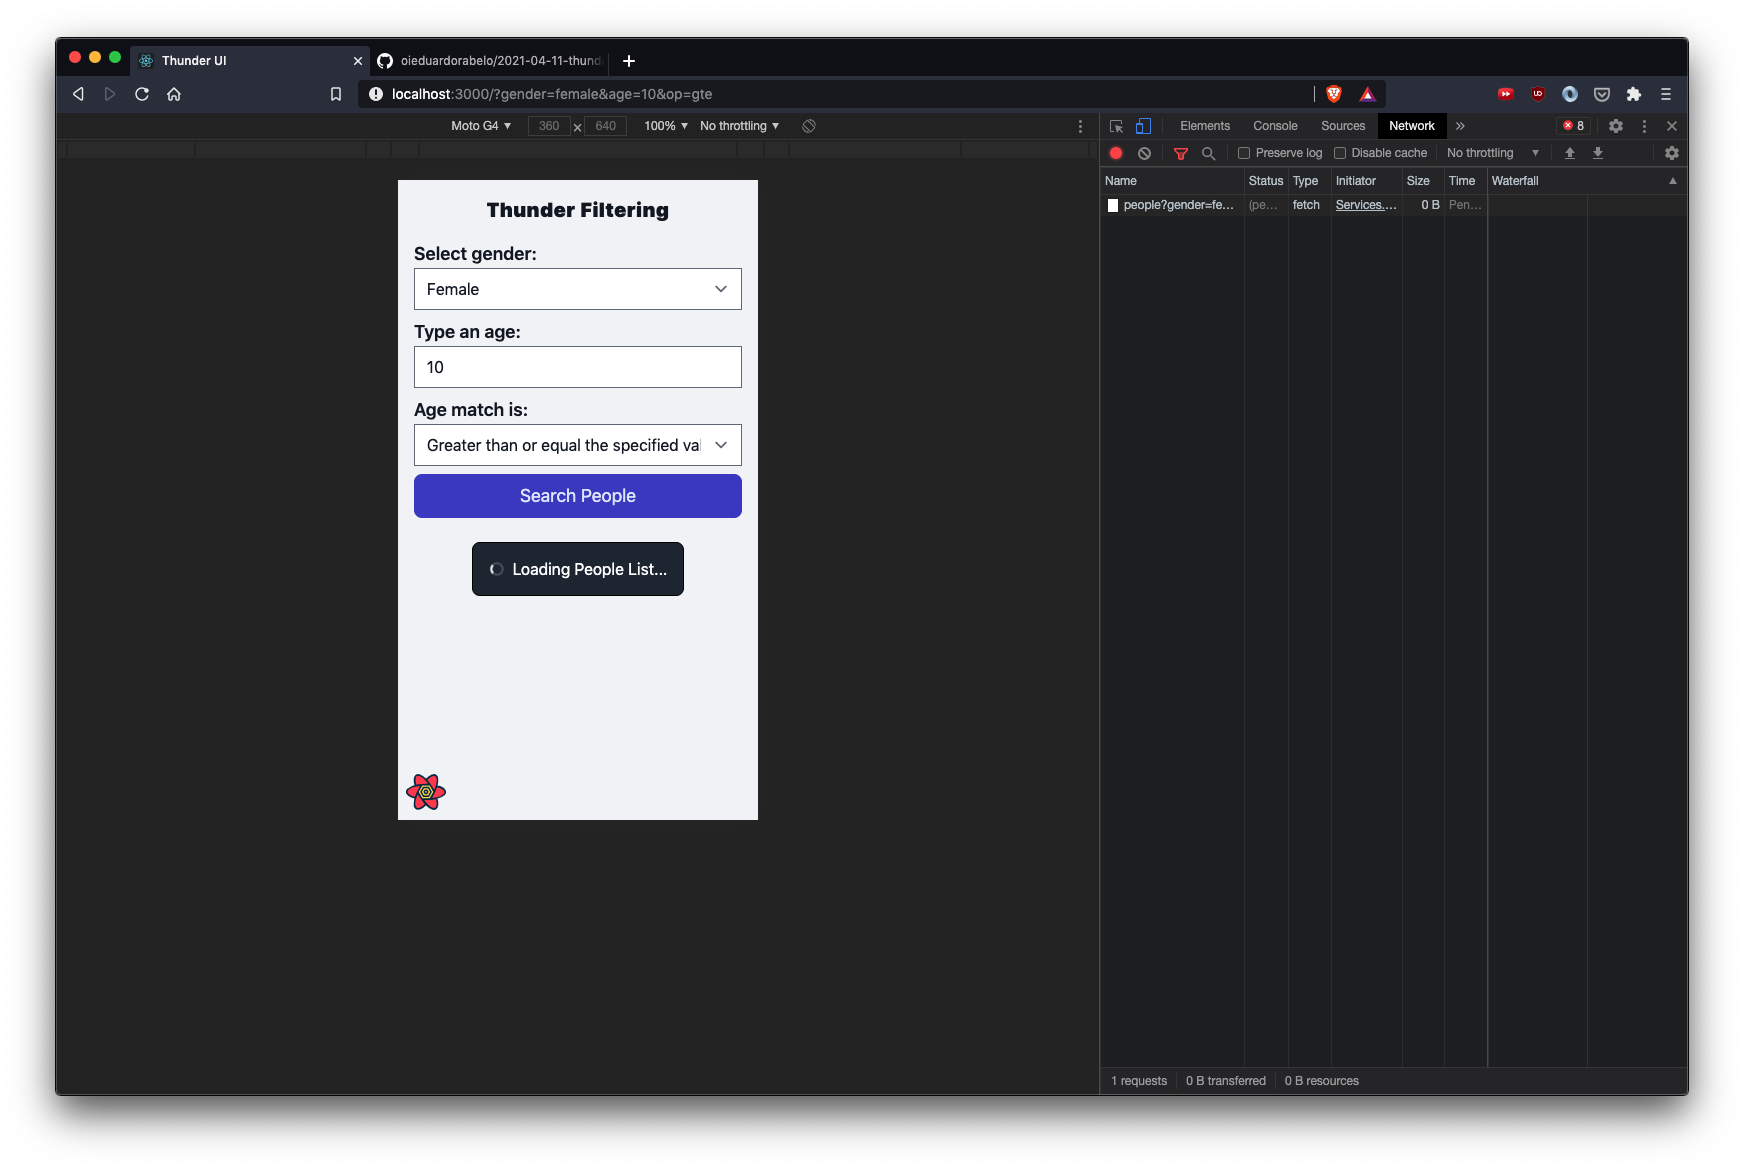 Thunder UI
oieduardorabelo/2021-04-11-thund
localhost:3000/?gender=female&age=10&op=gte
Moto G4 360 x 640 100% No throttling
Elements Console Sources Network 8
Preserve log Disable cache No throttling
Name Status Type Initiator Size Time Waterfall
people?gender=fe... (pe... fetch Services.... 0 B Pen...
Thunder Filtering
Select gender:
Female
Type an age:
10
Age match is:
Greater than or equal the specified val
Search People
Loading People List...
1 requests 0 B transferred 0 B resources